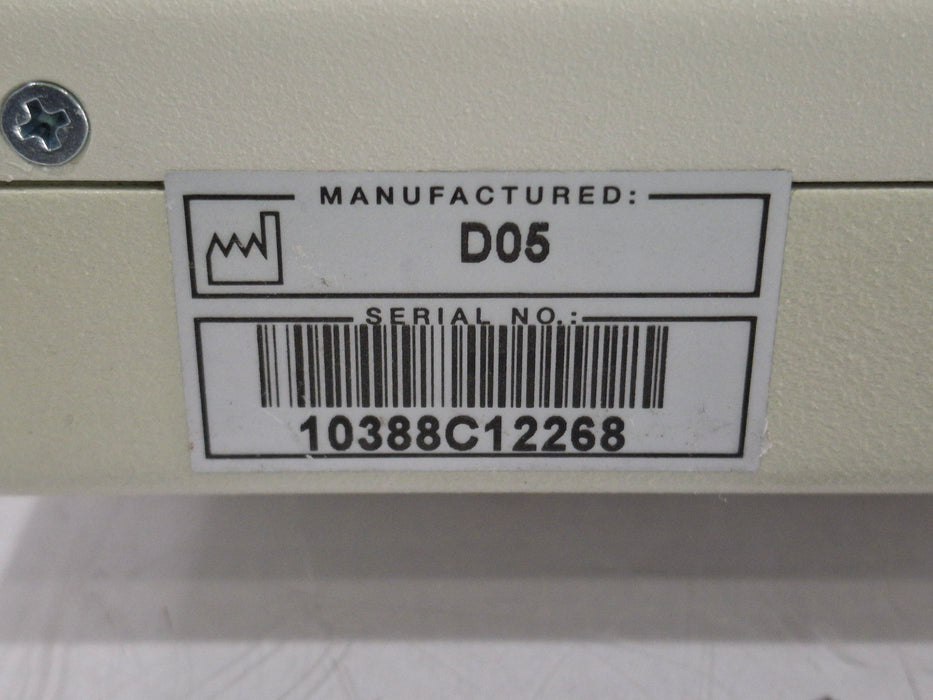 MANUFACTURED:
D05
SERIAL NO.:
10388C12268